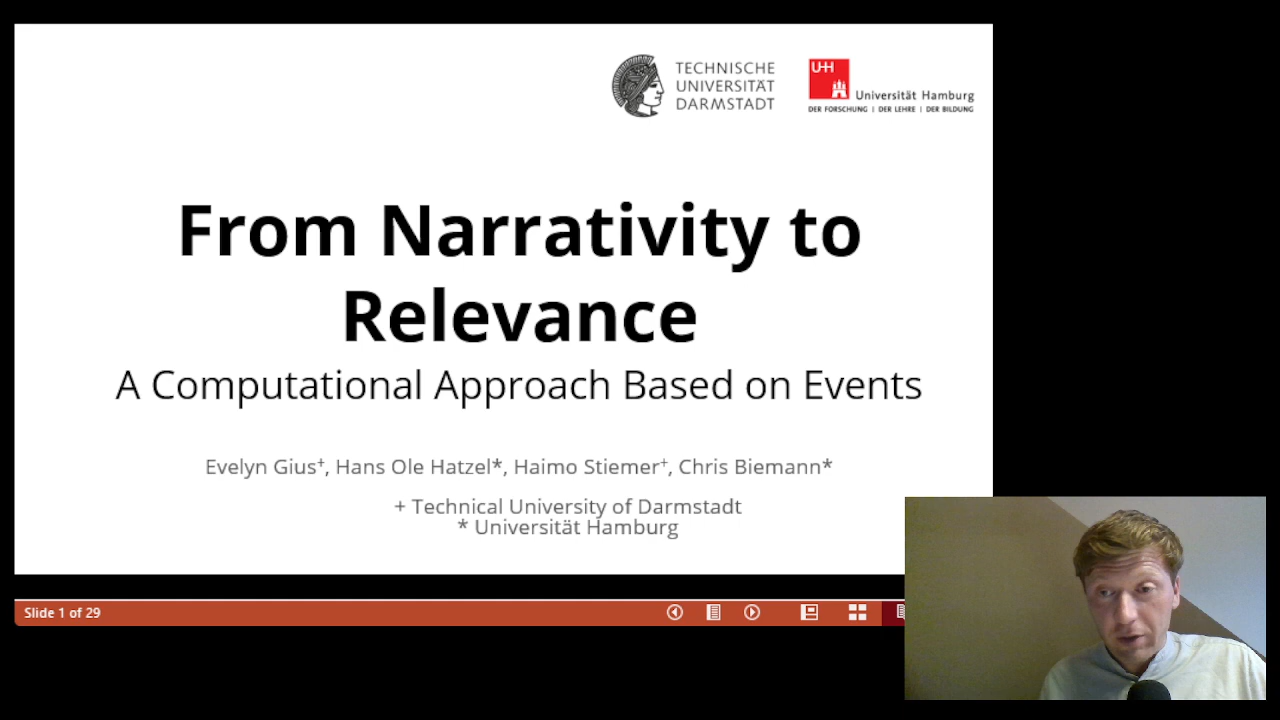 TECHNISCHE
UNIVERSITÄT
DARMSTADT
UHH
Universität Hamburg
DER FORSCHUNG | DER LEHRE | DER BILDUNG
From Narrativity to
Relevance
A Computational Approach Based on Events
Evelyn Gius⁺, Hans Ole Hatzel*, Haimo Stiemer⁺, Chris Biemann*
+ Technical University of Darmstadt
* Universität Hamburg
Slide 1 of 29